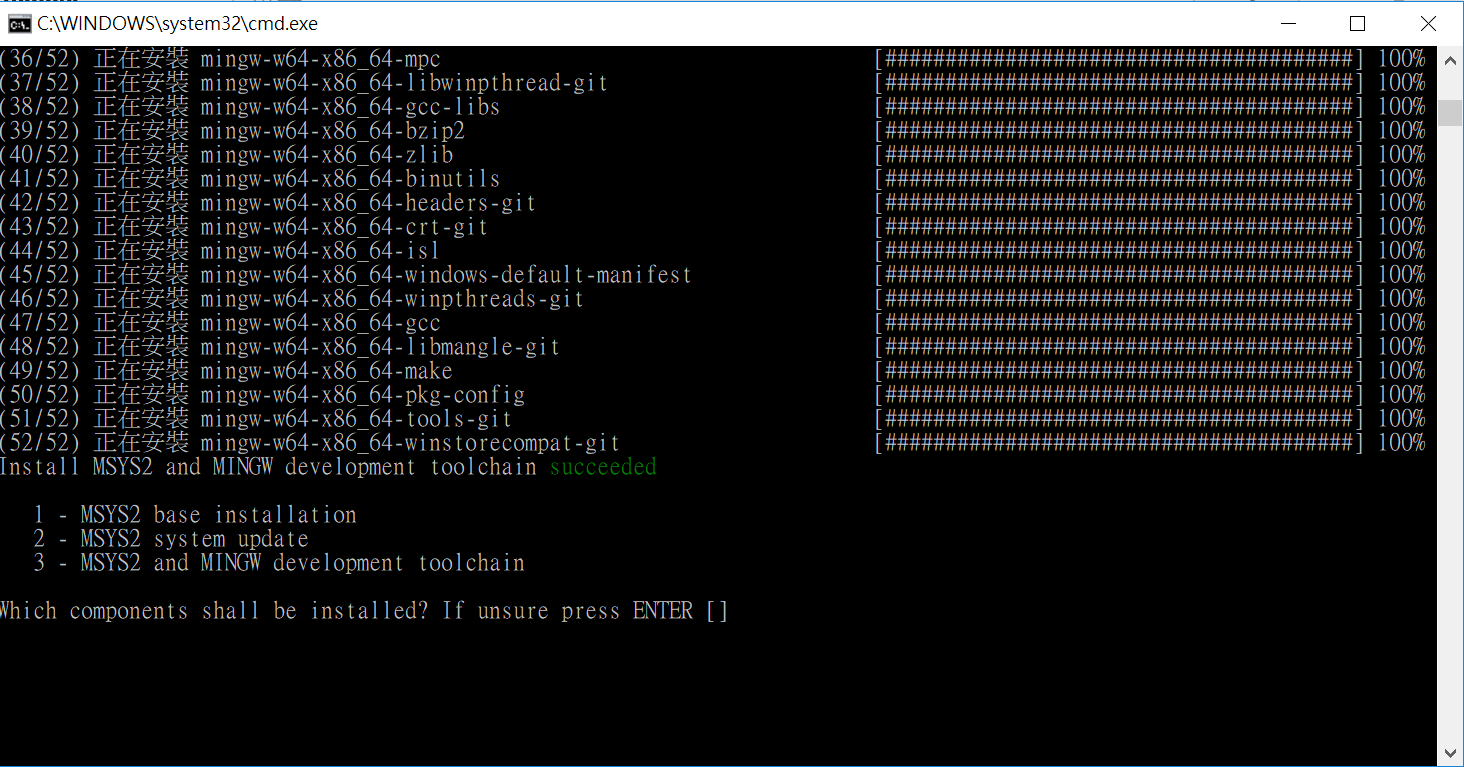 C:\WINDOWS\system32\cmd.exe
(36/52) 正在安裝 mingw-w64-x86_64-mpc [#######################################] 100%
(37/52) 正在安裝 mingw-w64-x86_64-libwinpthread-git [#######################################] 100%
(38/52) 正在安裝 mingw-w64-x86_64-gcc-libs [#######################################] 100%
(39/52) 正在安裝 mingw-w64-x86_64-bzip2 [#######################################] 100%
(40/52) 正在安裝 mingw-w64-x86_64-zlib [#######################################] 100%
(41/52) 正在安裝 mingw-w64-x86_64-binutils [#######################################] 100%
(42/52) 正在安裝 mingw-w64-x86_64-headers-git [#######################################] 100%
(43/52) 正在安裝 mingw-w64-x86_64-crt-git [#######################################] 100%
(44/52) 正在安裝 mingw-w64-x86_64-isl [#######################################] 100%
(45/52) 正在安裝 mingw-w64-x86_64-windows-default-manifest [#######################################] 100%
(46/52) 正在安裝 mingw-w64-x86_64-winpthreads-git [#######################################] 100%
(47/52) 正在安裝 mingw-w64-x86_64-gcc [#######################################] 100%
(48/52) 正在安裝 mingw-w64-x86_64-libmangle-git [#######################################] 100%
(49/52) 正在安裝 mingw-w64-x86_64-make [#######################################] 100%
(50/52) 正在安裝 mingw-w64-x86_64-pkg-config [#######################################] 100%
(51/52) 正在安裝 mingw-w64-x86_64-tools-git [#######################################] 100%
(52/52) 正在安裝 mingw-w64-x86_64-winstorecompat-git [#######################################] 100%
Install MSYS2 and MINGW development toolchain succeeded
1 - MSYS2 base installation
2 - MSYS2 system update
3 - MSYS2 and MINGW development toolchain
Which components shall be installed? If unsure press ENTER []